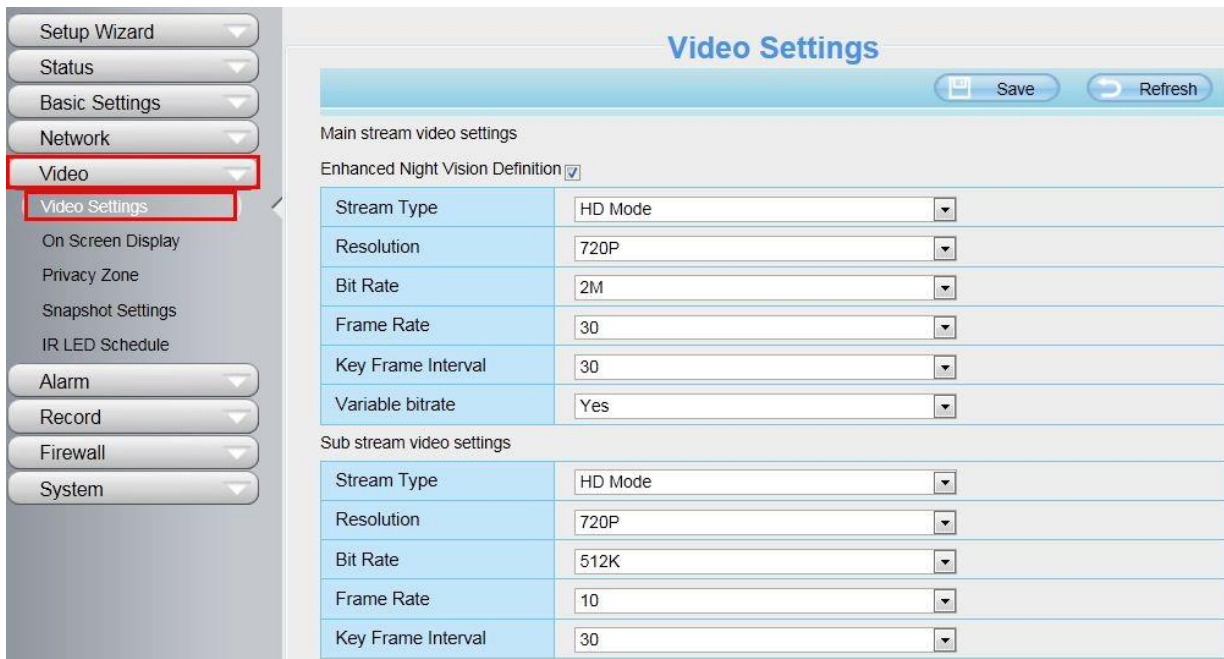 Setup Wizard
Status
Basic Settings
Network
Video
Video Settings
On Screen Display
Privacy Zone
Snapshot Settings
IR LED Schedule
Alarm
Record
Firewall
System
Video Settings
Save Refresh
Main stream video settings
Enhanced Night Vision Definition
Stream Type HD Mode
Resolution 720P
Bit Rate 2M
Frame Rate 30
Key Frame Interval 30
Variable bitrate Yes
Sub stream video settings
Stream Type HD Mode
Resolution 720P
Bit Rate 512K
Frame Rate 10
Key Frame Interval 30